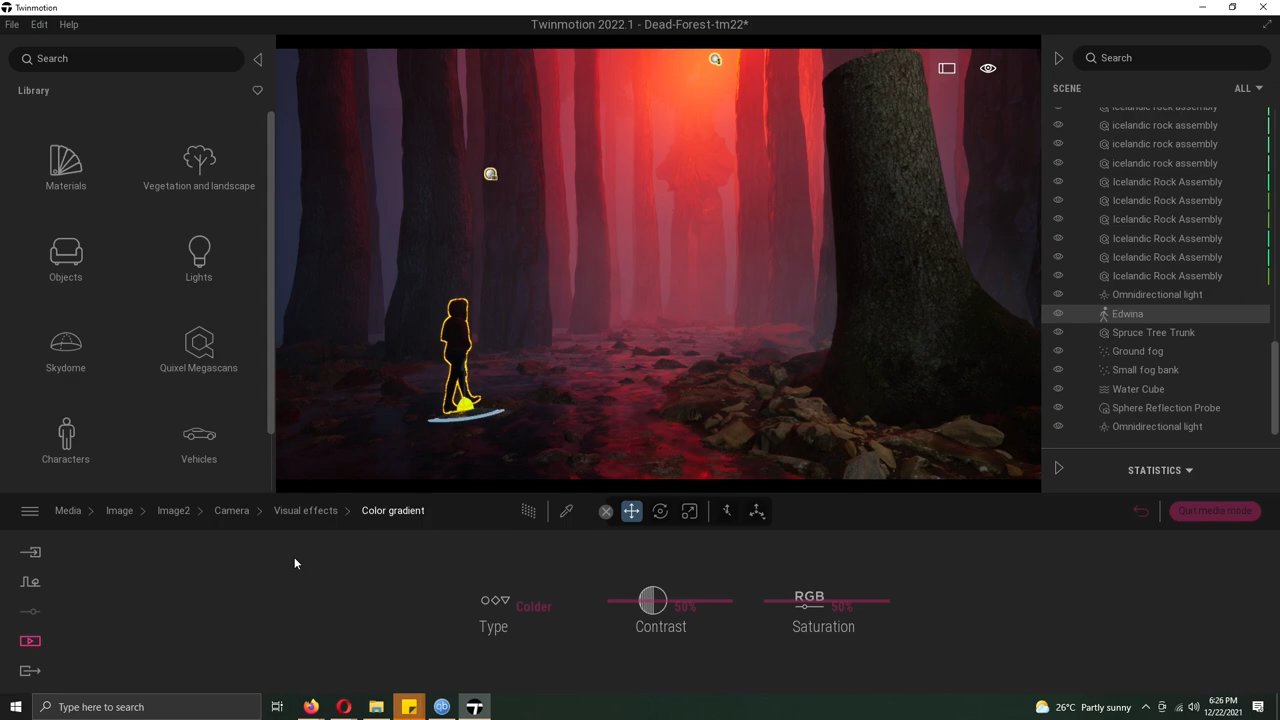 Twinmotion
File Edit Help
Twinmotion 2022.1 - Dead-Forest-tm22*
Search
Library
Materials
Vegetation and landscape
Objects
Lights
Skydome
Quixel Megascans
Characters
Vehicles
Search
SCENE
ALL
icelandic rock assembly
icelandic rock assembly
icelandic rock assembly
icelandic rock assembly
Icelandic Rock Assembly
Icelandic Rock Assembly
Icelandic Rock Assembly
Icelandic Rock Assembly
Icelandic Rock Assembly
Icelandic Rock Assembly
Omnidirectional light
Edwina
Spruce Tree Trunk
Ground fog
Small fog bank
Water Cube
Sphere Reflection Probe
Omnidirectional light
STATISTICS
Media > Image > Image2 > Camera > Visual effects > Color gradient
Quit media mode
Colder
Type
50%
Contrast
RGB
50%
Saturation
Type here to search
26°C Partly sunny
6:26 PM
12/22/2021